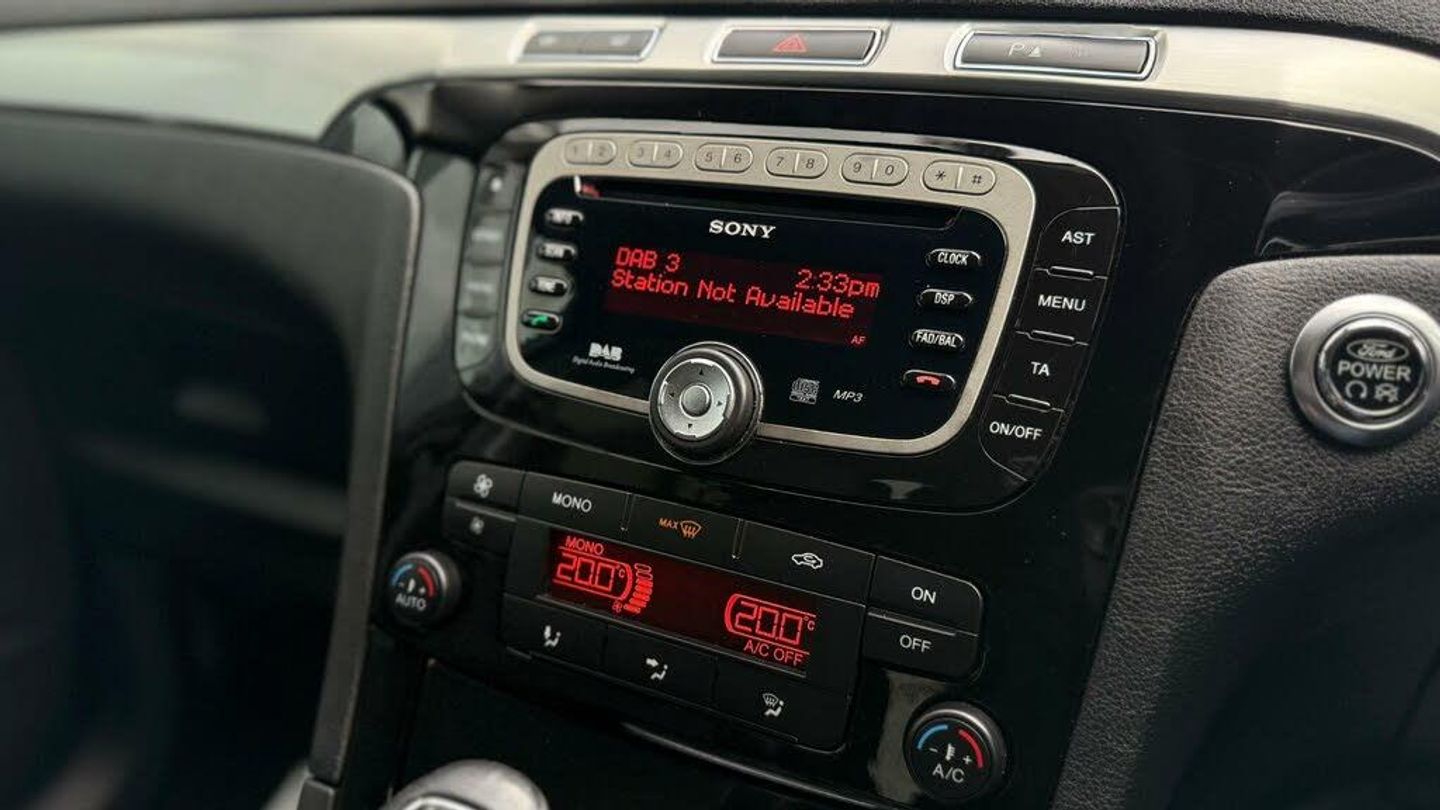 P
1 2 3 4 5 6 7 8 9 0 * #
SONY
DAB 3 2:33pm
Station Not Available
AF
CLOCK
DSP
FAD/BAL
DAB
Digital Audio Broadcasting
MP3
AST
MENU
TA
ON/OFF
Ford
POWER
MONO
MAX
MONO
20.0°C
20.0°C
A/C OFF
ON
OFF
AUTO
- +
A/C